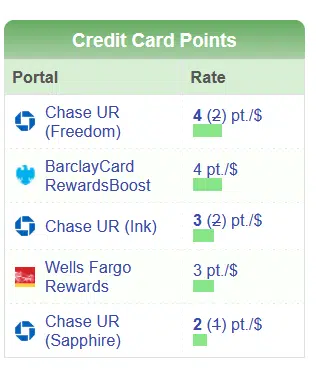 Credit Card Points
Portal Rate
Chase UR
(Freedom)
4 (2) pt./$
BarclayCard
RewardsBoost
4 pt./$
Chase UR (Ink)
3 (2) pt./$
Wells Fargo
Rewards
3 pt./$
Chase UR
(Sapphire)
2 (1) pt./$